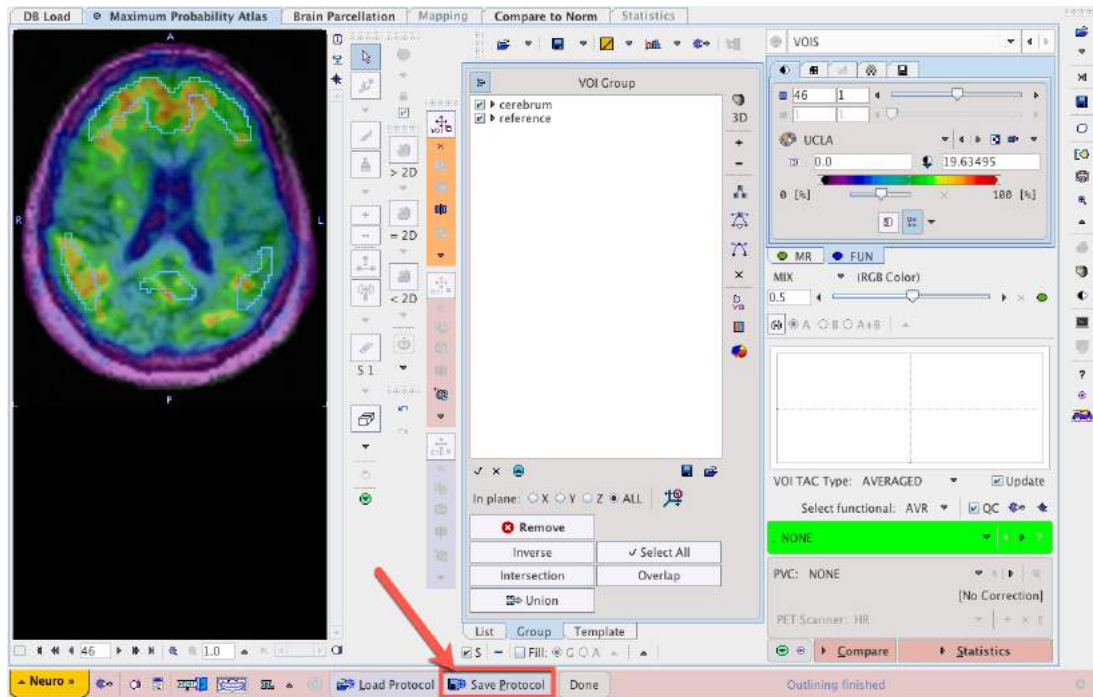 DB Load Maximum Probability Atlas Brain Parcellation Mapping Compare to Norm Statistics
A
R
L
P
> 2D
= 2D
< 2D
S 1
VOI Group
cerebrum
reference
3D
In plane: X Y Z ALL
Remove
Inverse Select All
Intersection Overlap
Union
List Group Template
S Fill: G O A
VOIS
46 1
1 1
UCLA
0.0 19.63495
0 [%] 100 [%]
MR FUN
MIX (RGB Color)
0.5
A B A+B
VOI TAC Type: AVERAGED Update
Select functional: AVR QC
NONE
PVC: NONE
[No Correction]
PET Scanner: HR
Compare Statistics
46 1.0
Neuro Load Protocol Save Protocol Done Outlining finished